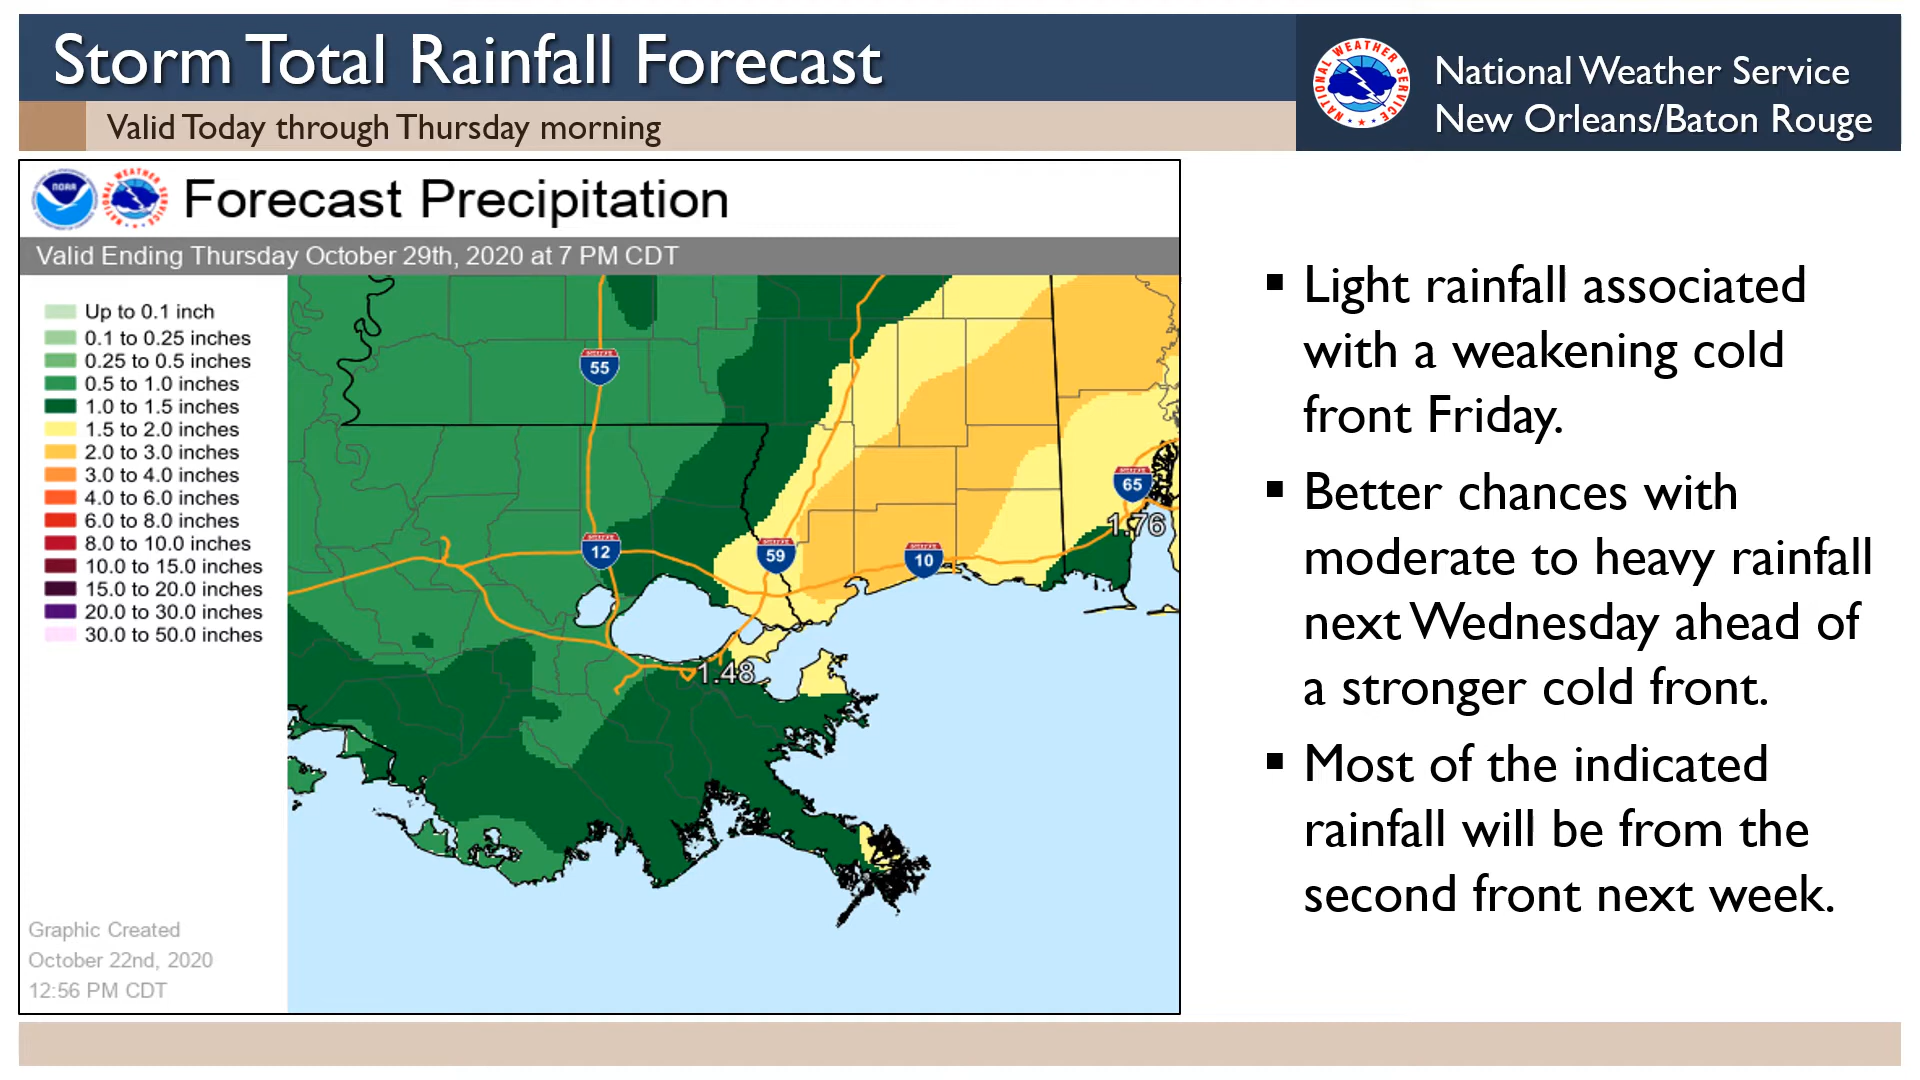 Storm Total Rainfall Forecast
Valid Today through Thursday morning
NATIONAL WEATHER SERVICE
National Weather Service
New Orleans/Baton Rouge
NOAA
NATIONAL WEATHER SERVICE
Forecast Precipitation
Valid Ending Thursday October 29th, 2020 at 7 PM CDT
Up to 0.1 inch
0.1 to 0.25 inches
0.25 to 0.5 inches
0.5 to 1.0 inches
1.0 to 1.5 inches
1.5 to 2.0 inches
2.0 to 3.0 inches
3.0 to 4.0 inches
4.0 to 6.0 inches
6.0 to 8.0 inches
8.0 to 10.0 inches
10.0 to 15.0 inches
15.0 to 20.0 inches
20.0 to 30.0 inches
30.0 to 50.0 inches
Graphic Created
October 22nd, 2020
12:56 PM CDT
55
65
1.76
12
59
10
1.48
▪ Light rainfall associated
with a weakening cold
front Friday.
▪ Better chances with
moderate to heavy rainfall
next Wednesday ahead of
a stronger cold front.
▪ Most of the indicated
rainfall will be from the
second front next week.